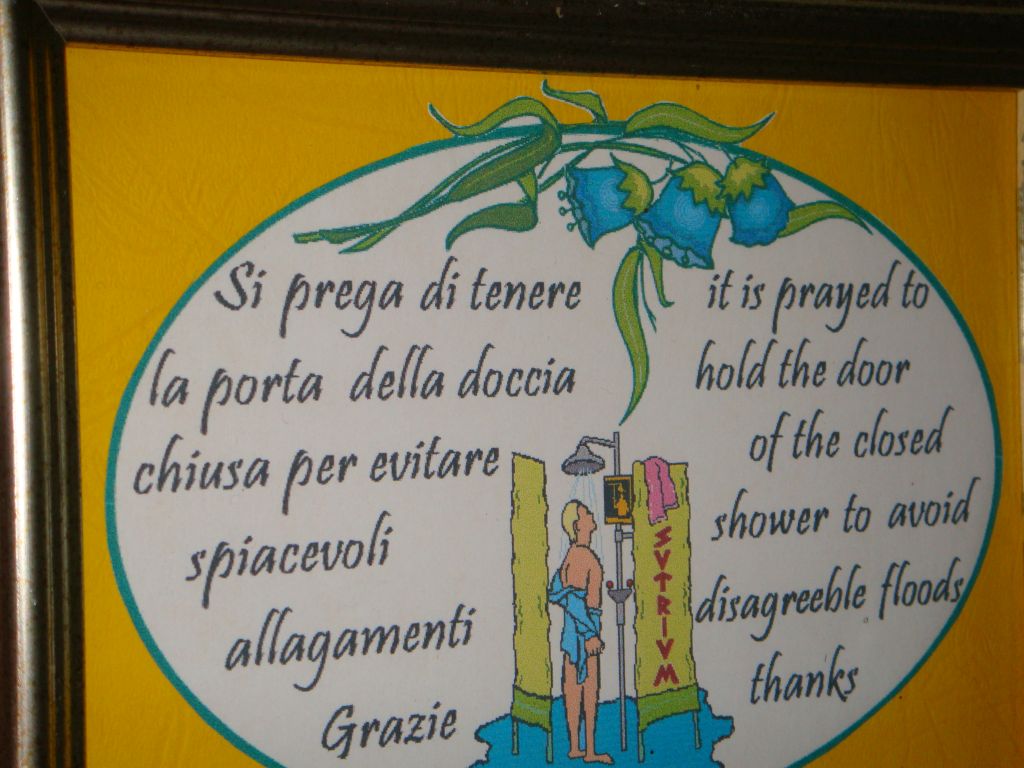 Si prega di tenere
la porta della doccia
chiusa per evitare
spiacevoli
allagamenti
Grazie
it is prayed to
hold the door
of the closed
shower to avoid
disagreeble floods
thanks
SVTRIVM